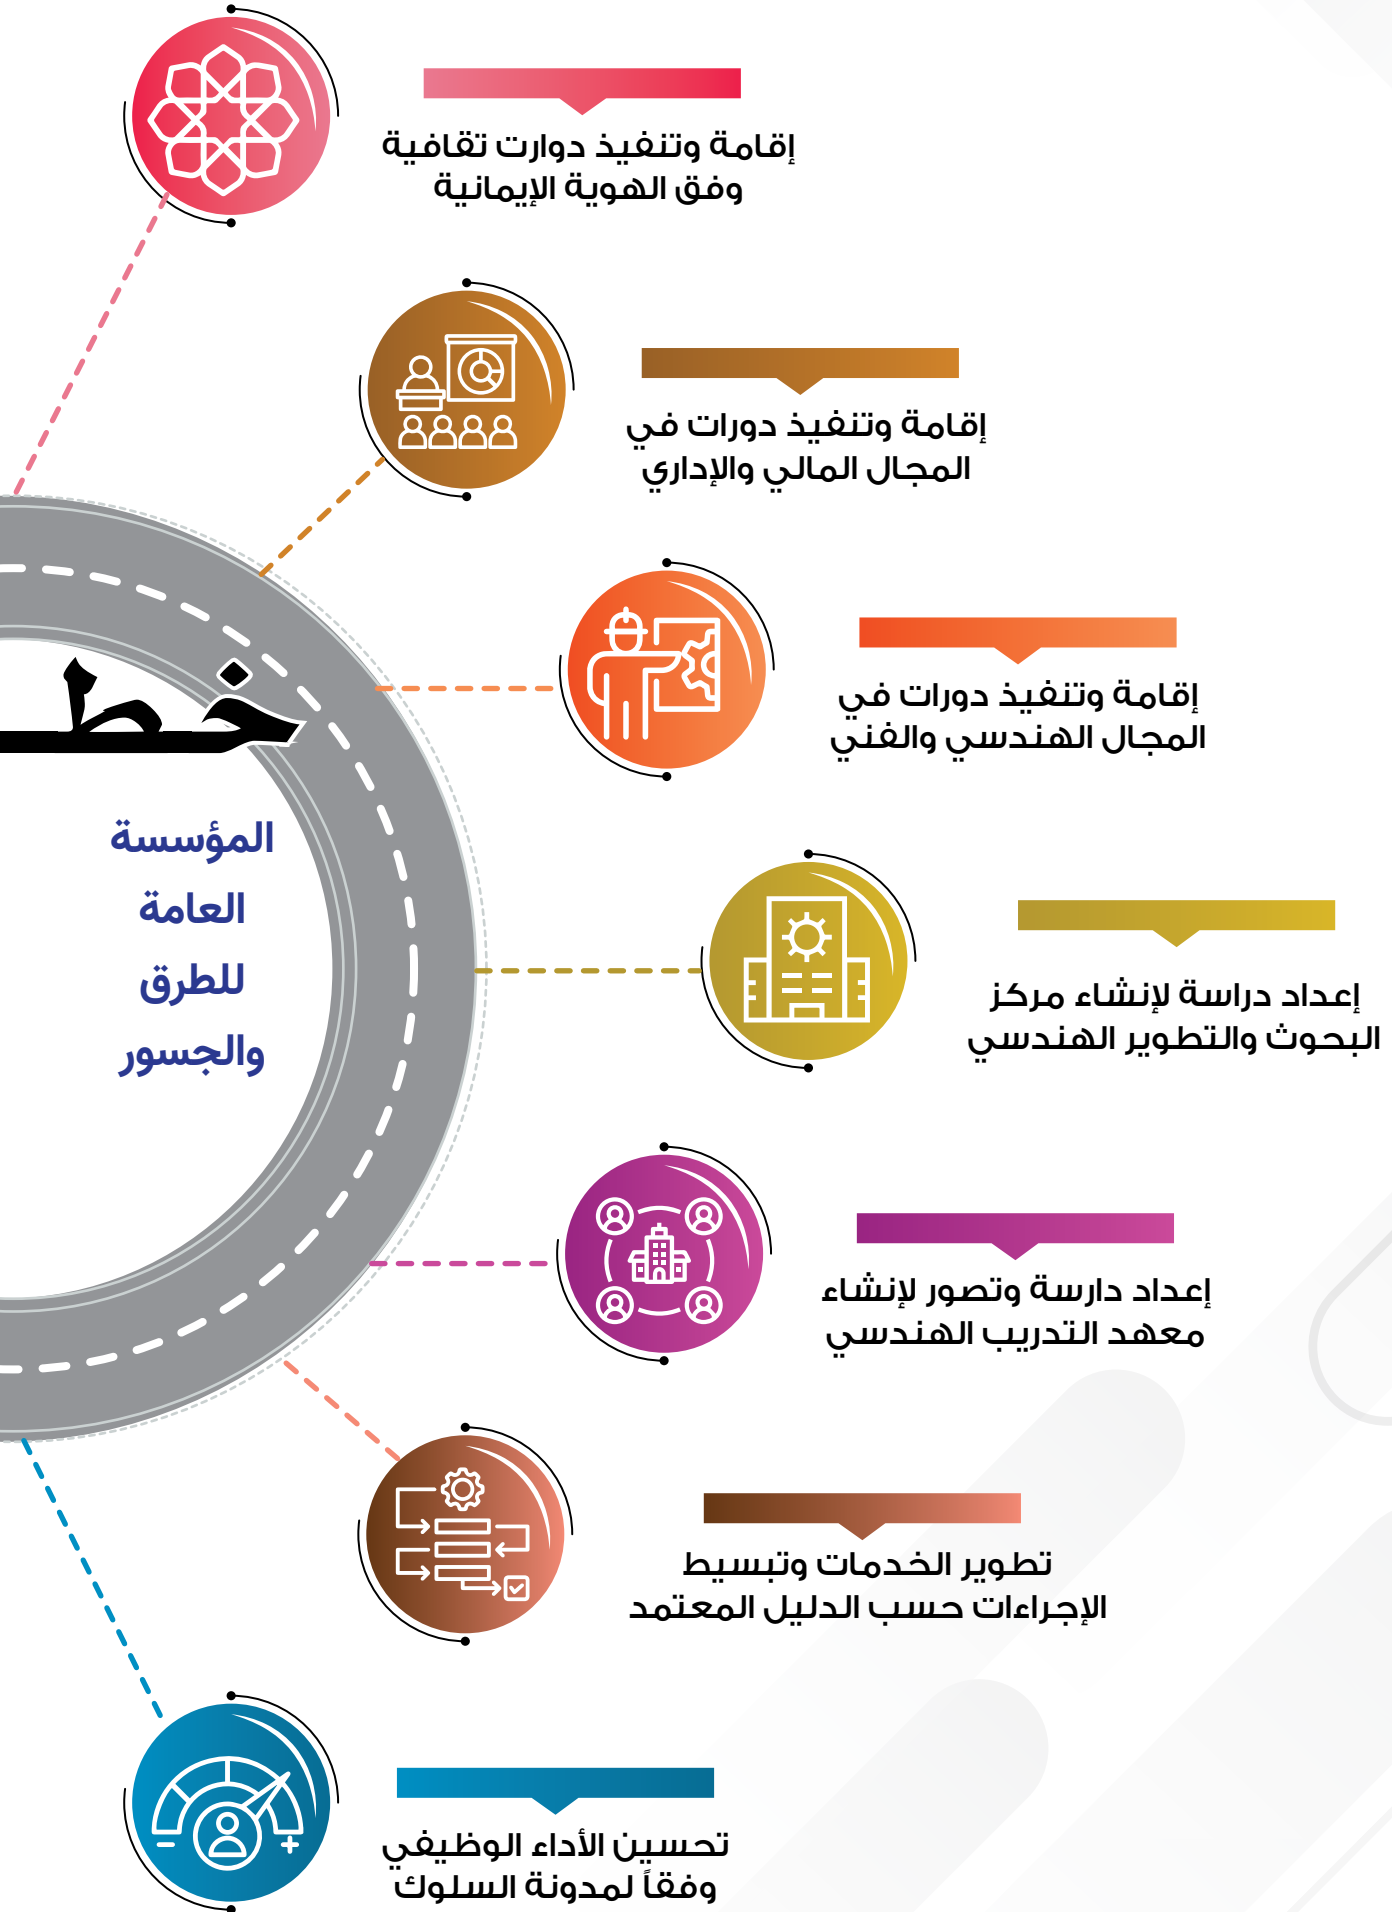 إقامة وتنفيذ دوارت تقافية
وفق الهوية الإيمانية
إقامة وتنفيذ دورات في
المجال المالي والإداري
إقامة وتنفيذ دورات في
المجال الهندسي والفني
المؤسسة
العامة
للطرق
والجسور
إعداد دراسة لإنشاء مركز
البحوث والتطوير الهندسي
إعداد دارسة وتصور لإنشاء
معهد التدريب الهندسي
تطوير الخدمات وتبسيط
الإجراءات حسب الدليل المعتمد
تحسين الأداء الوظيفي
وفقاً لمدونة السلوك